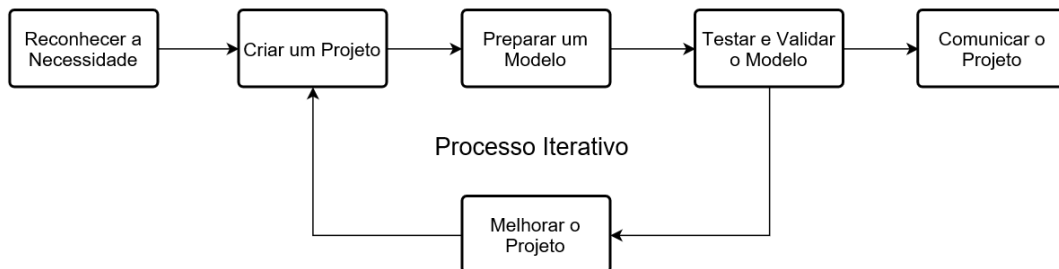 Reconhecer a
Necessidade
Criar um Projeto
Preparar um
Modelo
Testar e Validar
o Modelo
Comunicar o
Projeto
Processo Iterativo
Melhorar o
Projeto